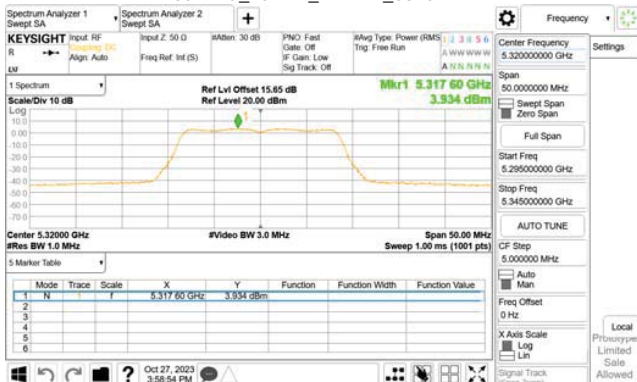 Spectrum Analyzer 1
Swept SA
Spectrum Analyzer 2
Swept SA
+
Frequency
KEYSIGHT
Input: RF
Coupling: DC
Align: Auto
Input Z: 50 Ω
Freq Ref: Int (S)
#Atten: 30 dB
PNO: Fast
Gate: Off
IF Gain: Low
Sig Track: Off
#Avg Type: Power (RMS
Trig: Free Run
1 2 3 4 5 6
A W W W W W
A N N N N N
R
LXI
1 Spectrum
Scale/Div 10 dB
Log
Ref Lvl Offset 15.65 dB
Ref Level 20.00 dBm
Mkr1 5.317 60 GHz
3.934 dBm
1
10.0
0.00
-10.0
-20.0
-30.0
-40.0
-50.0
-60.0
-70.0
Center 5.32000 GHz
#Res BW 1.0 MHz
#Video BW 3.0 MHz
Span 50.00 MHz
Sweep 1.00 ms (1001 pts)
5 Marker Table
Mode Trace Scale X Y Function Function Width Function Value
1 N 1 f 5.317 60 GHz 3.934 dBm
2
3
4
5
6
Oct 27, 2023
3:58:54 PM
?
Center Frequency
5.320000000 GHz
Settings
Span
50.0000000 MHz
Swept Span
Zero Span
Full Span
Start Freq
5.295000000 GHz
Stop Freq
5.345000000 GHz
AUTO TUNE
CF Step
5.000000 MHz
Auto
Man
Freq Offset
0 Hz
X Axis Scale
Log
Lin
Signal Track
Local
Prototype
Limited
Sale
Allowed